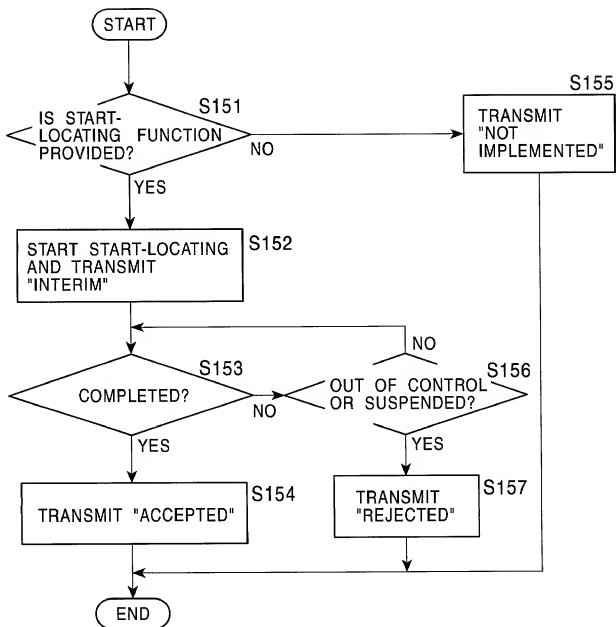 START
S151
IS START-
LOCATING FUNCTION
PROVIDED?
NO
YES
S155
TRANSMIT
"NOT
IMPLEMENTED"
S152
START START-LOCATING
AND TRANSMIT
"INTERIM"
NO
S153
COMPLETED?
NO
YES
S156
OUT OF CONTROL
OR SUSPENDED?
YES
S154
TRANSMIT "ACCEPTED"
S157
TRANSMIT
"REJECTED"
END